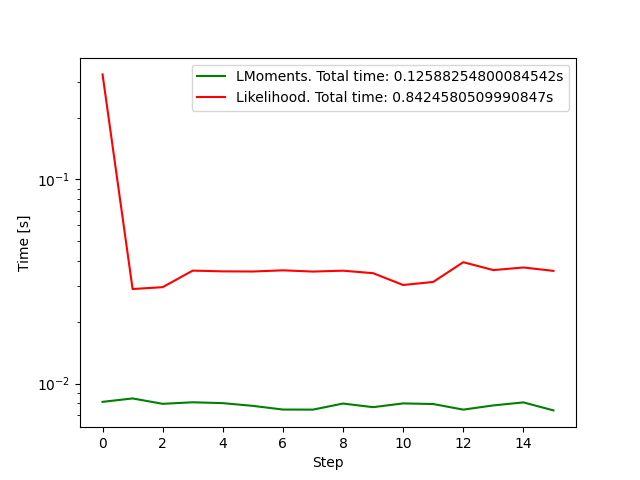 LMoments. Total time: 0.12588254800084542s
Likelihood. Total time: 0.8424580509990847s
10⁻¹
10⁻²
Time [s]
0 2 4 6 8 10 12 14
Step